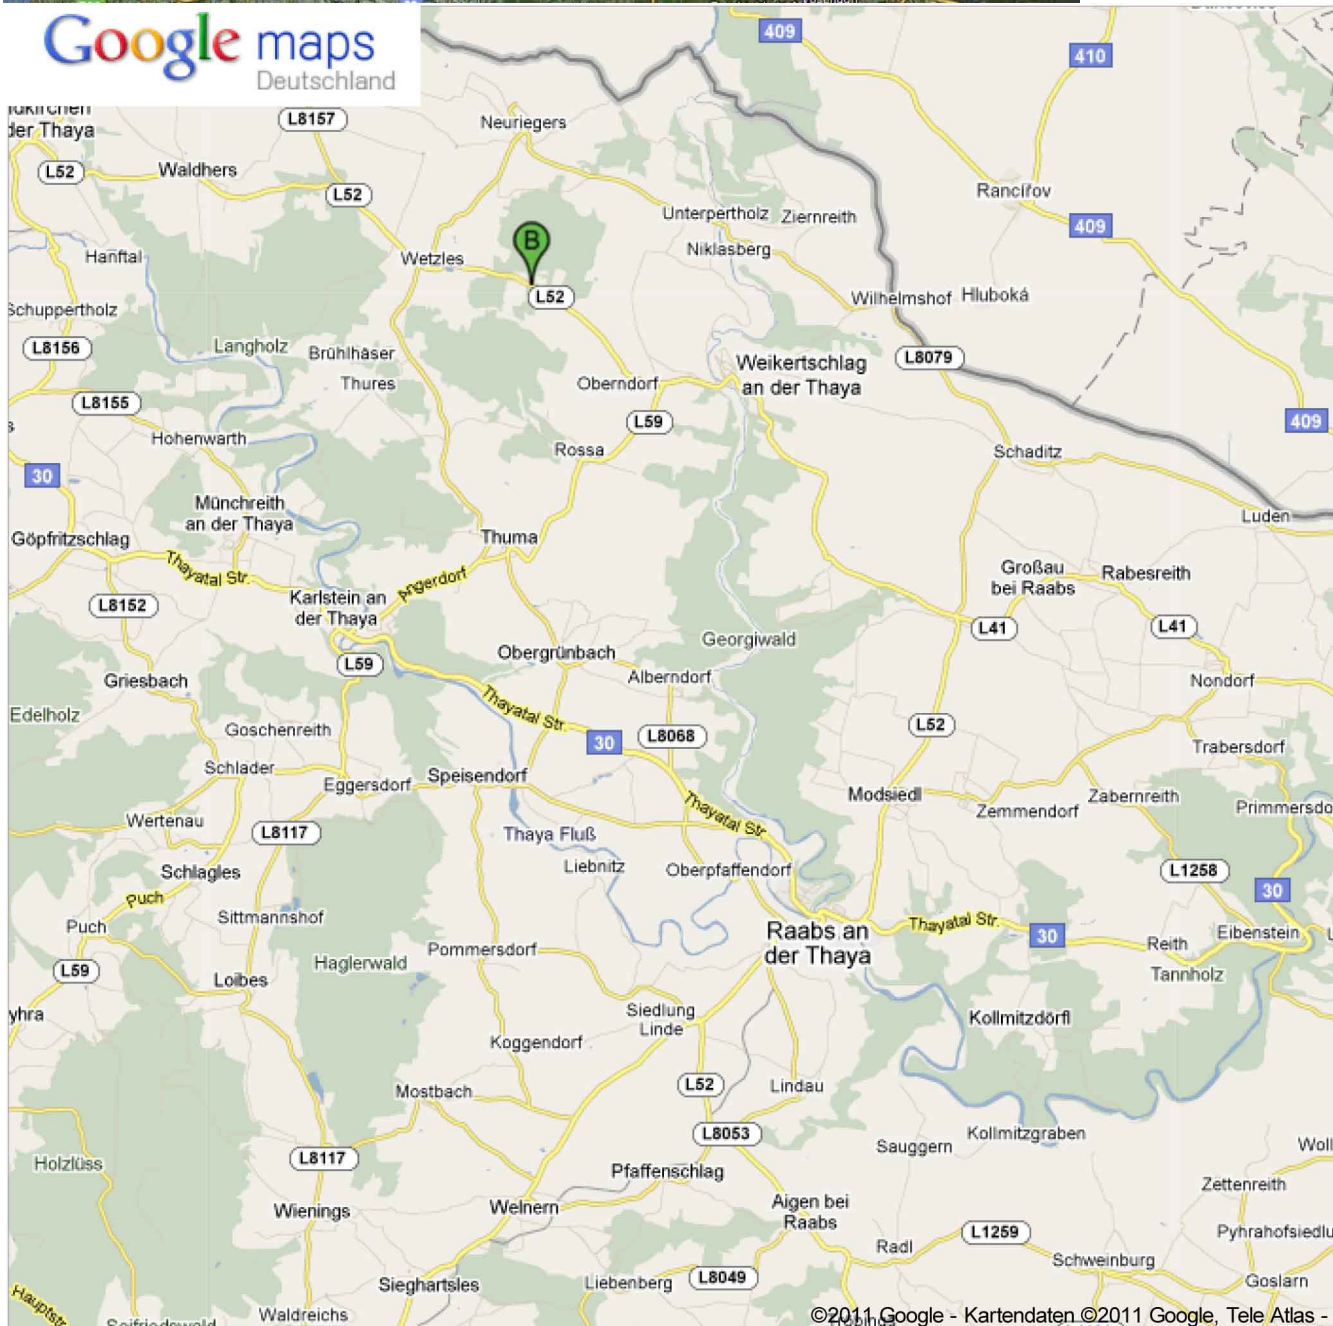 Google maps
Deutschland
409
410
der Thaya
L8157
Neuriegers
L52
Waldhers
L52
Rancířov
Unterpertholz
Ziernreith
409
Hanftal
Wetzles
B
Niklasberg
L52
Wilhelmshof
Hluboká
Schuppertholz
L8156
Langholz
Brühlhäser
Thures
Oberndorf
Weikertschlag
an der Thaya
L8079
L8155
L59
409
Hohenwarth
Rossa
Schaditz
30
Münchreith
an der Thaya
Luden
Göpfritzschlag
Thuma
Thayatal Str.
Angerdorf
Großau
bei Raabs
Rabesreith
L8152
Karlstein an
der Thaya
L41
L41
Georgiwald
L59
Obergrünbach
Alberndorf
Griesbach
Nondorf
Edelholz
Thayatal Str.
Goschenreith
30
L8068
L52
Trabersdorf
Schlader
Eggersdorf
Speisendorf
Modsiedl
Zemmendorf
Zabernreith
Primmersdo
Wertenau
L8117
Thaya Fluß
Thayatal Str
Schlagles
Liebnitz
Oberpfaffendorf
L1258
Puch
30
Puch
Sittmannshof
Raabs an
der Thaya
Thayatal Str.
30
Reith
Eibenstein
Pommersdorf
Tannholz
L59
Haglerwald
Loibes
yhra
Siedlung
Linde
Kollmitzdörfl
Koggendorf
Mostbach
L52
Lindau
L8053
Sauggern
Kollmitzgraben
Woll
Holzlüss
L8117
Pfaffenschlag
Zettenreith
Wienings
Welnern
Aigen bei
Raabs
L1259
Pyhrahofsiedlu
Radl
Schweinburg
Sieghartsles
Liebenberg
L8049
Goslarn
Hauptstr
Waldreichs
©2011 Google - Kartendaten ©2011 Google, Tele Atlas -